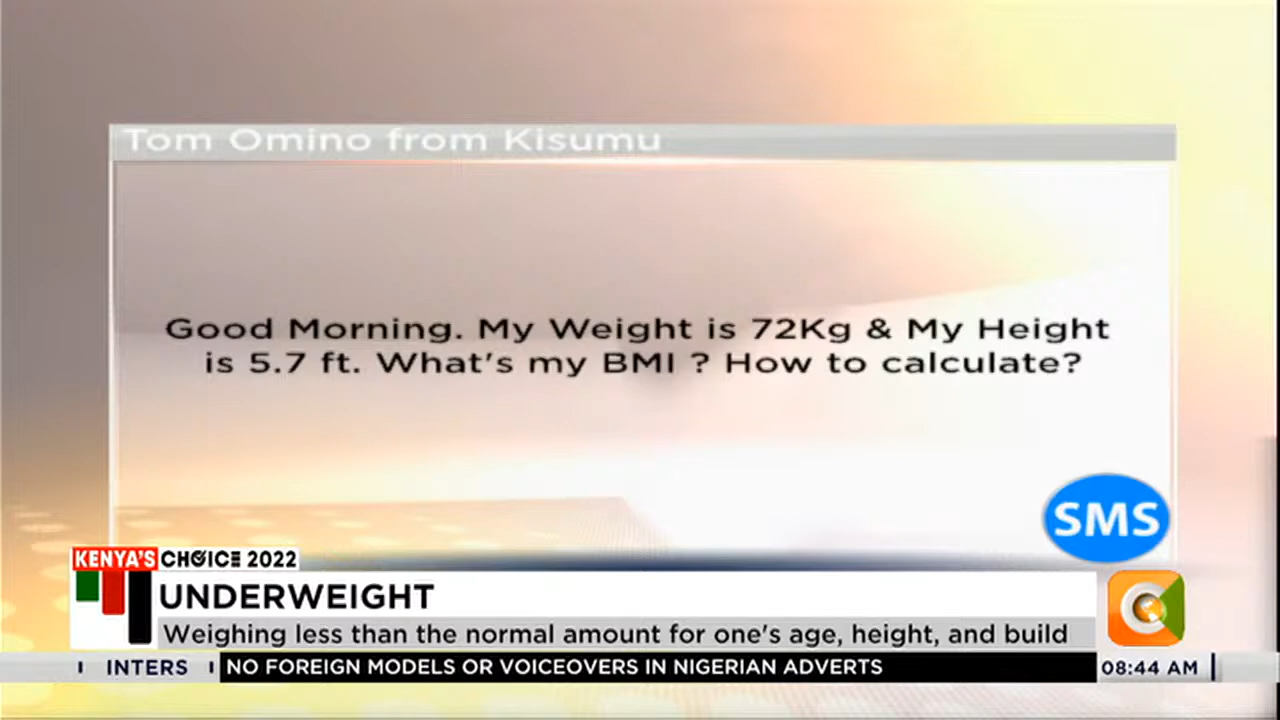 Tom Omino from Kisumu
Good Morning. My Weight is 72Kg & My Height
is 5.7 ft. What's my BMI ? How to calculate?
SMS
KENYA'S CHOICE 2022
UNDERWEIGHT
Weighing less than the normal amount for one's age, height, and build
INTERS NO FOREIGN MODELS OR VOICEOVERS IN NIGERIAN ADVERTS 08:44 AM